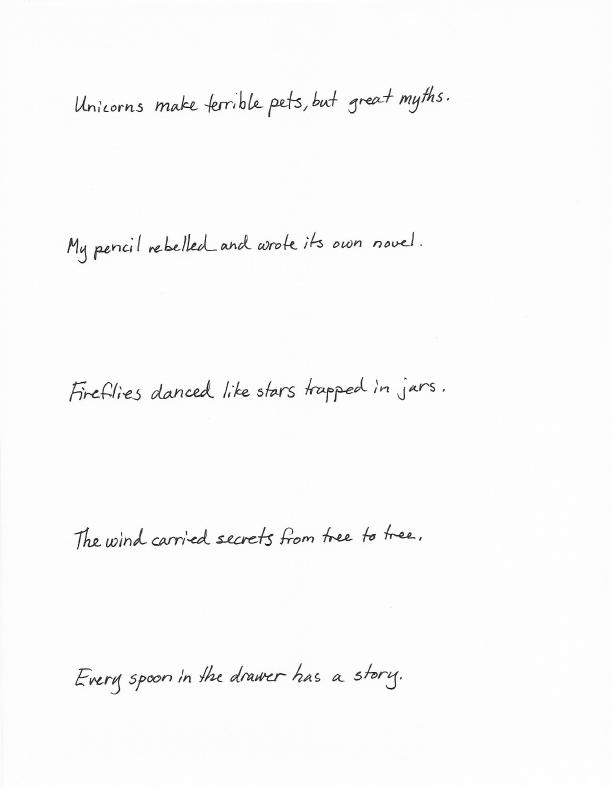 Unicorns make terrible pets, but great myths.
My pencil rebelled and wrote its own novel.
Fireflies danced like stars trapped in jars.
The wind carried secrets from tree to tree.
Every spoon in the drawer has a story.